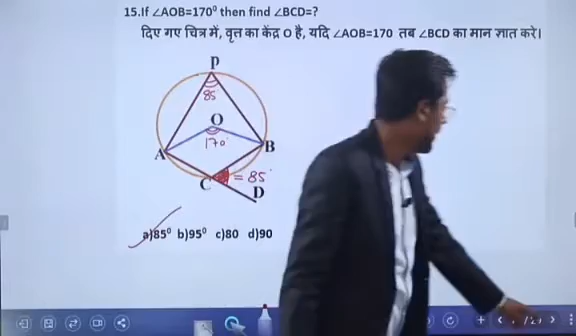 15.If ∠AOB=170⁰ then find ∠BCD=?
दिए गए चित्र में, वृत्त का केंद्र O है, यदि ∠AOB=170 तब ∠BCD का मान ज्ञात करे।
P
85
O
170°
A
B
C
= 85°
D
a)85⁰ b)95⁰ c)80 d)90